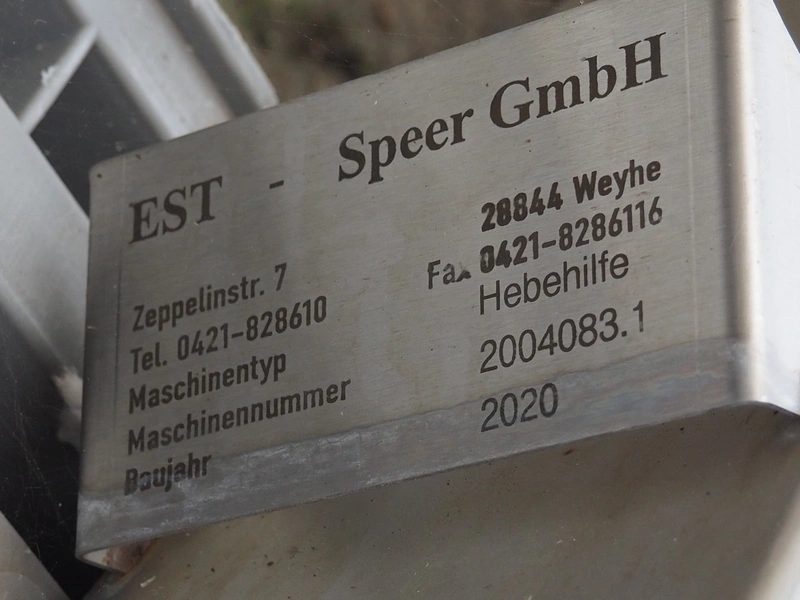 EST - Speer GmbH
Zeppelinstr. 7 28844 Weyhe
Tel. 0421-828610 Fax 0421-8286116
Maschinentyp Hebehilfe
Maschinennummer 2004083.1
Baujahr 2020